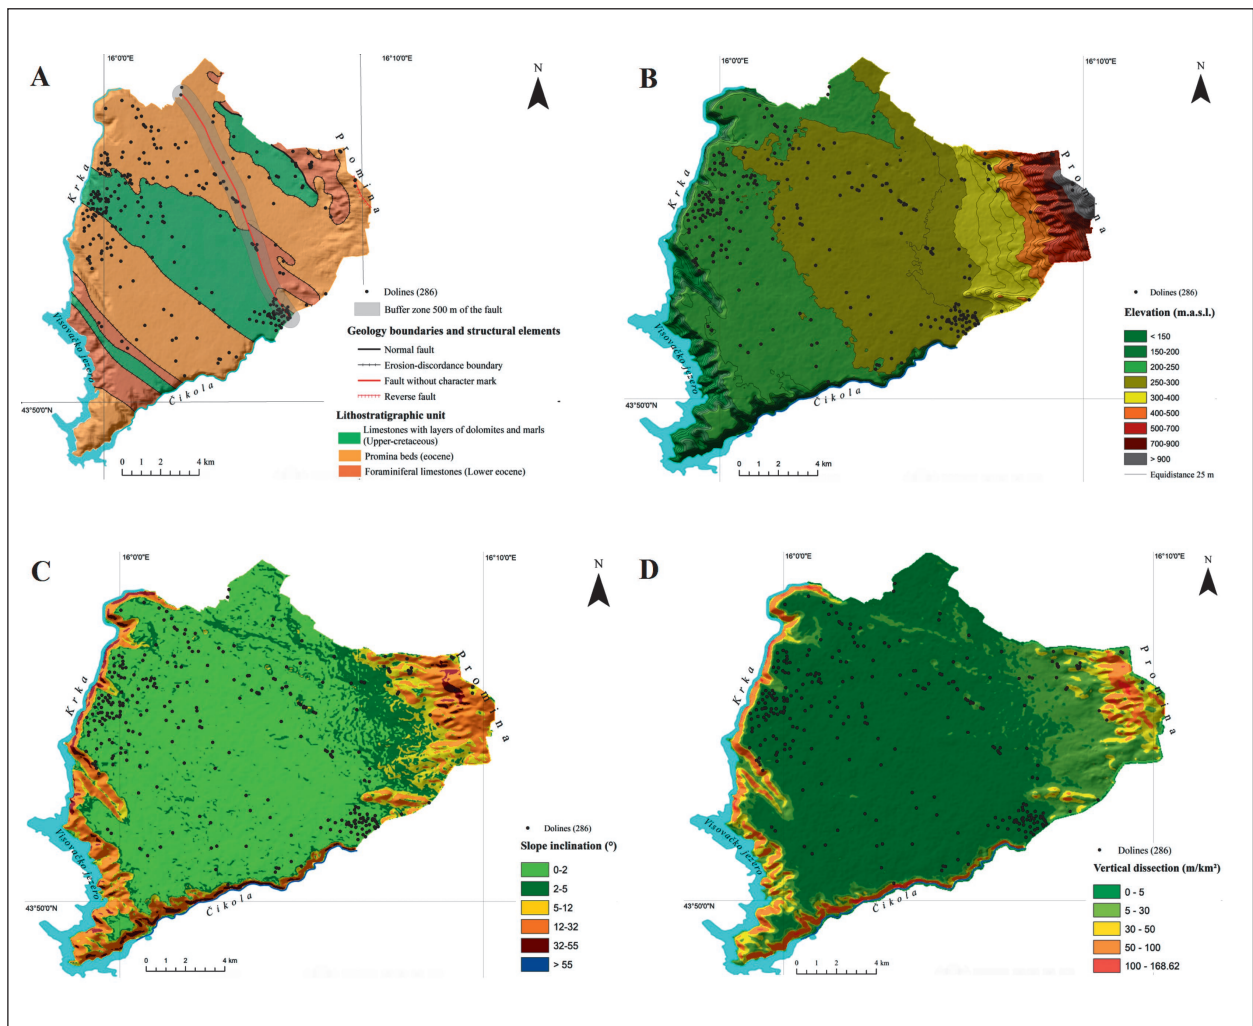 A
16°0'0"E
16°10'0"E
N
Krka
Promina
Visovačko jezero
Čikola
43°50'0"N
Dolines (286)
Buffer zone 500 m of the fault
Geology boundaries and structural elements
Normal fault
Erosion-discordance boundary
Fault without character mark
Reverse fault
Lithostratigraphic unit
Limestones with layers of dolomites and marls
(Upper-cretaceous)
Promina beds (eocene)
Foraminiferal limestones (Lower eocene)
0 1 2 4 km
B
16°0'0"E
16°10'0"E
N
Krka
Promina
Visovačko jezero
Čikola
43°50'0"N
Dolines (286)
Elevation (m.a.s.l.)
< 150
150-200
200-250
250-300
300-400
400-500
500-700
700-900
> 900
Equidistance 25 m
0 1 2 4 km
C
16°0'0"E
16°10'0"E
N
Krka
Promina
Visovačko jezero
Čikola
43°50'0"N
Dolines (286)
Slope inclination (°)
0-2
2-5
5-12
12-32
32-55
> 55
0 1 2 4 km
D
16°0'0"E
16°10'0"E
N
Krka
Promina
Visovačko jezero
Čikola
43°50'0"N
Dolines (286)
Vertical dissection (m/km²)
0 - 5
5 - 30
30 - 50
50 - 100
100 - 168.62
0 1 2 4 km